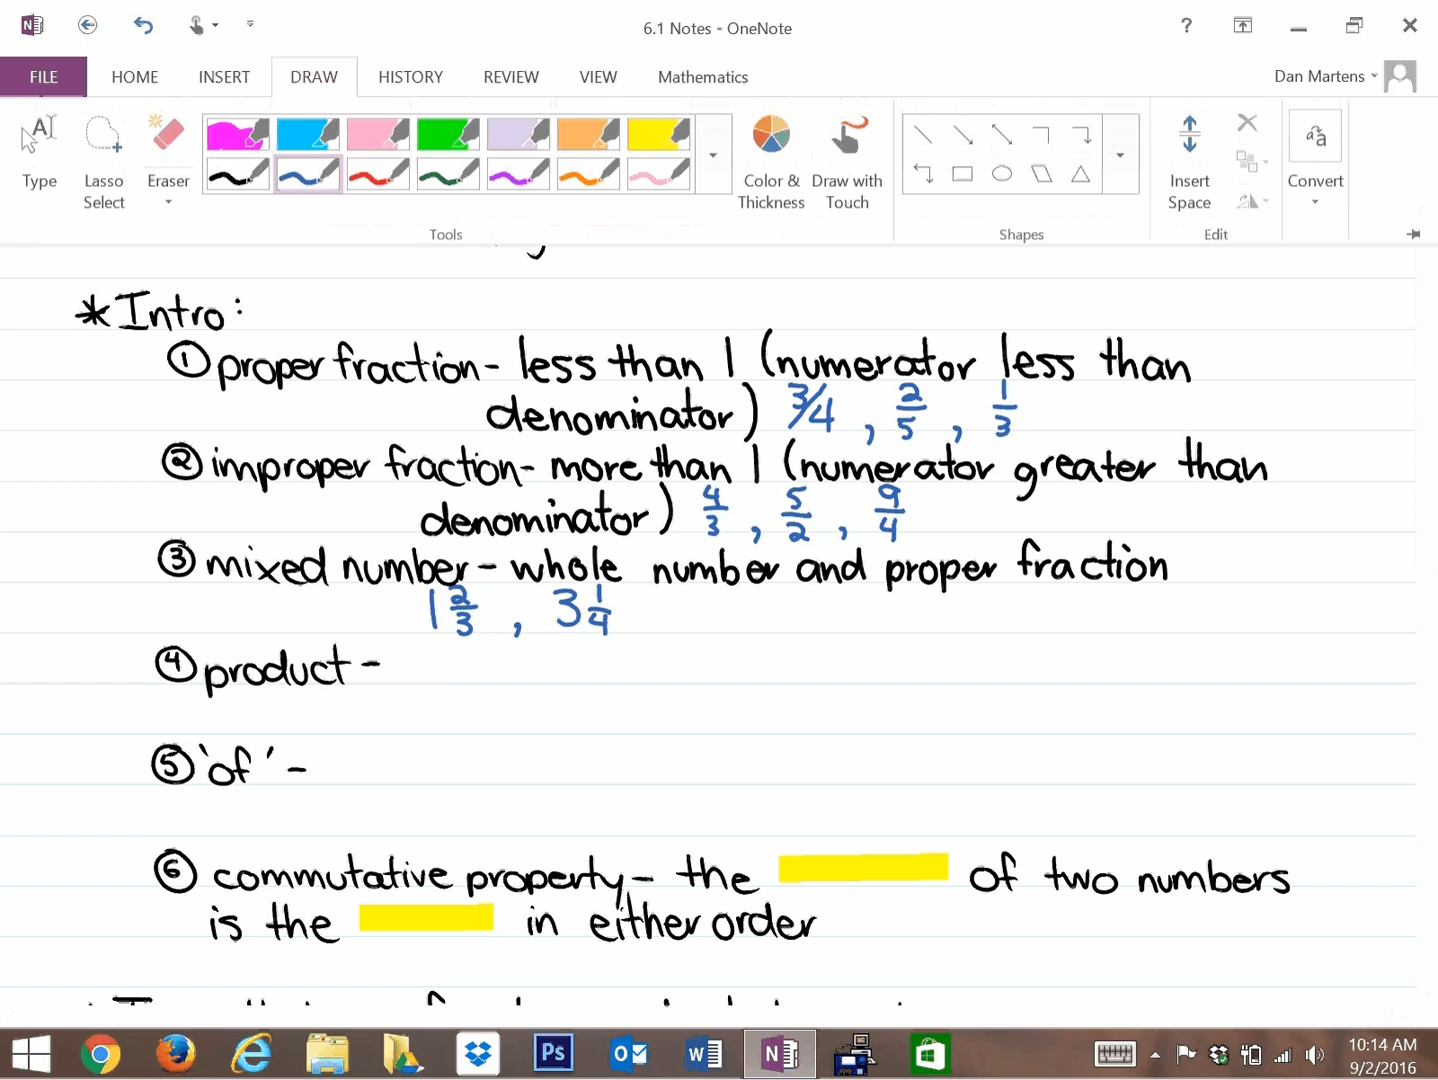 6.1 Notes - OneNote
?
FILE HOME INSERT DRAW HISTORY REVIEW VIEW Mathematics Dan Martens
Type Lasso Select Eraser Color & Thickness Draw with Touch Insert Space Convert
Tools Shapes Edit
*Intro:
① proper fraction - less than 1 (numerator less than
denominator) 3/4 , 2/5 , 1/3
② improper fraction - more than 1 (numerator greater than
denominator) 4/3 , 5/2 , 9/4
③ mixed number - whole number and proper fraction
1 2/3 , 3 1/4
④ product -
⑤ 'of' -
⑥ commutative property - the of two numbers
is the in either order
Ps
10:14 AM
9/2/2016